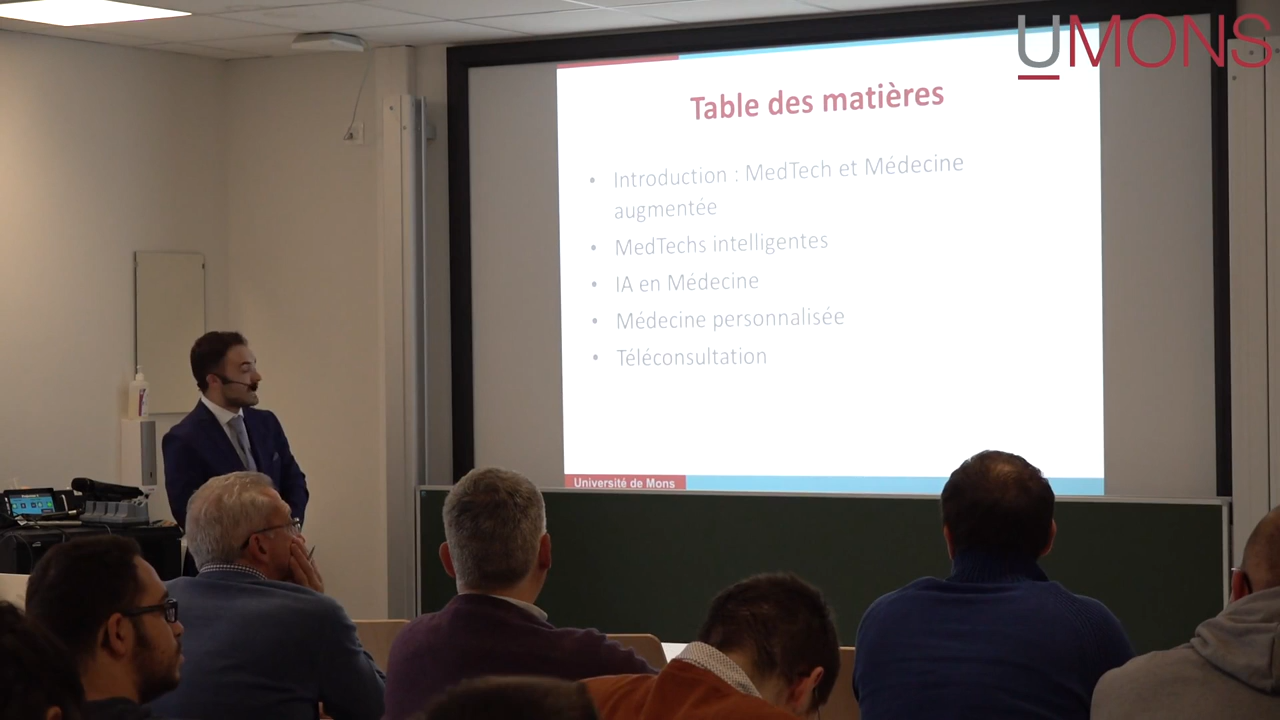 UMONS
Table des matières
• Introduction : MedTech et Médecine
augmentée
• MedTechs intelligentes
• IA en Médecine
• Médecine personnalisée
• Téléconsultation
Université de Mons